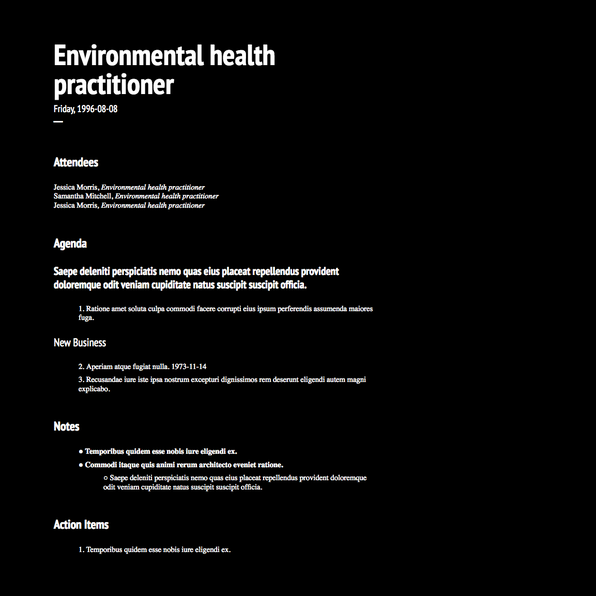 Environmental health
practitioner
Friday, 1996-08-08
Attendees
Jessica Morris, Environmental health practitioner
Samantha Mitchell, Environmental health practitioner
Jessica Morris, Environmental health practitioner
Agenda
Saepe deleniti perspiciatis nemo quas eius placeat repellendus provident
doloremque odit veniam cupiditate natus suscipit suscipit officia.
1. Ratione amet soluta culpa commodi facere corrupti eius ipsum perferendis assumenda maiores
fuga.
New Business
2. Aperiam atque fugiat nulla. 1973-11-14
3. Recusandae iure iste ipsa nostrum excepturi dignissimos rem deserunt eligendi autem magni
explicabo.
Notes
● Temporibus quidem esse nobis iure eligendi ex.
● Commodi itaque quis animi rerum architecto eveniet ratione.
○ Saepe deleniti perspiciatis nemo quas eius placeat repellendus provident doloremque
odit veniam cupiditate natus suscipit suscipit officia.
Action Items
1. Temporibus quidem esse nobis iure eligendi ex.